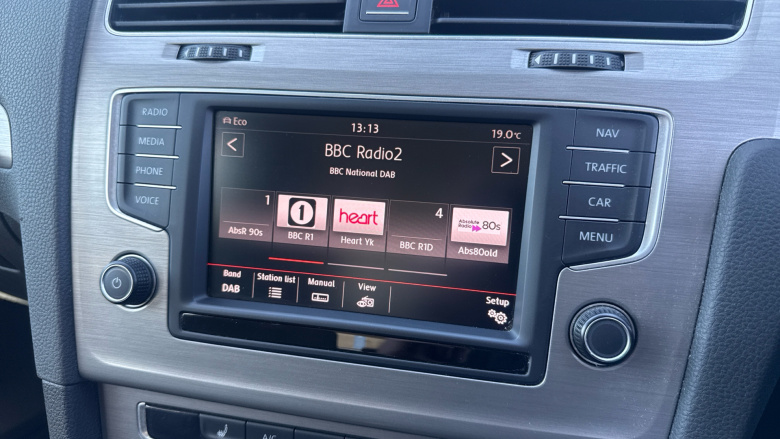 RADIO
MEDIA
PHONE
VOICE
Eco
13:13
19.0°C
<
BBC Radio2
>
BBC National DAB
1
AbsR 90s
1
BBC R1
heart
Heart Yk
4
BBC R1D
Absolute Radio 80s
Abs80old
Band
DAB
Station list
Manual
View
Setup
NAV
TRAFFIC
CAR
MENU
A/C